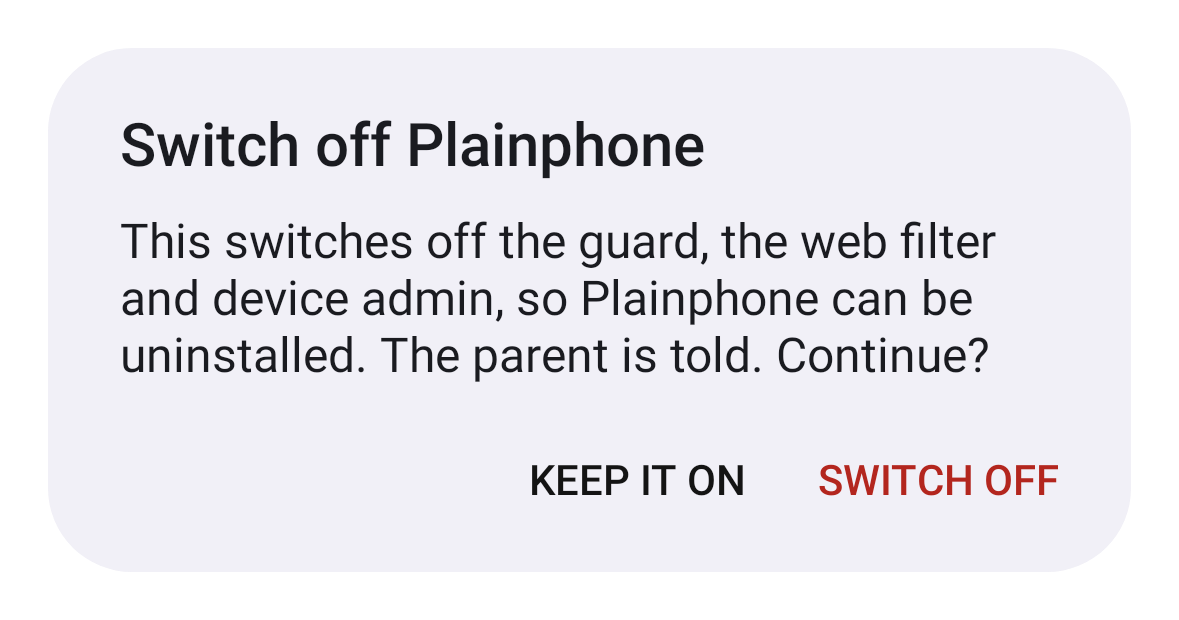 Switch off Plainphone
This switches off the guard, the web filter
and device admin, so Plainphone can be
uninstalled. The parent is told. Continue?
KEEP IT ON SWITCH OFF